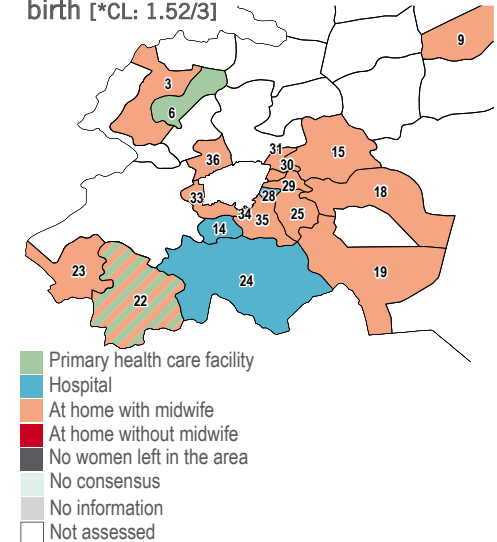 birth [*CL: 1.52/3]
9
3
6
15
31
36
30
29
18
28
33
34
35
25
14
23
19
24
22
Primary health care facility
Hospital
At home with midwife
At home without midwife
No women left in the area
No consensus
No information
Not assessed